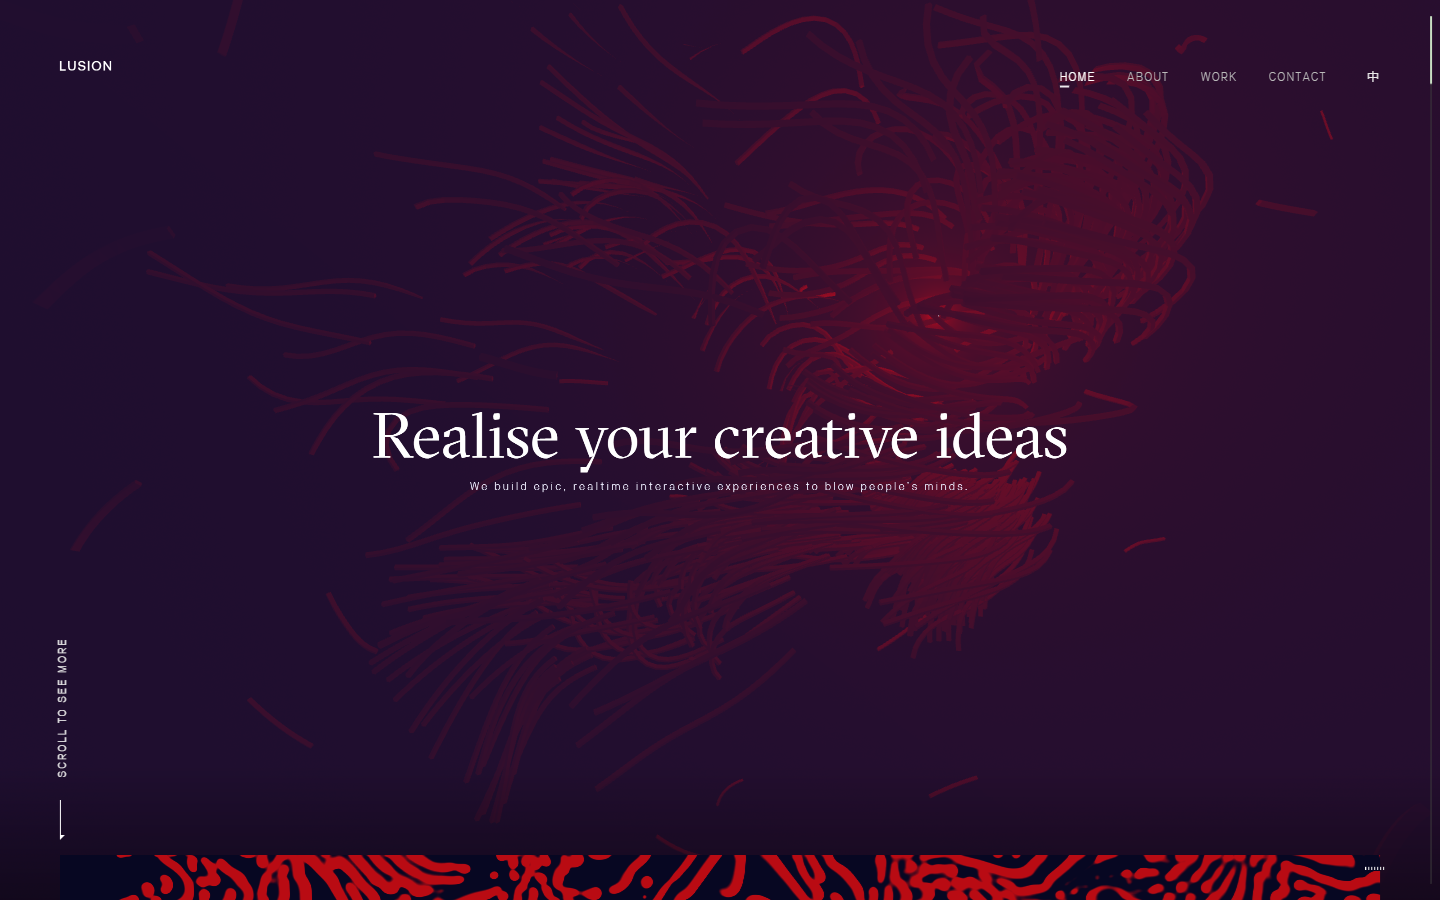 LUSION
HOME ABOUT WORK CONTACT 中
Realise your creative ideas
We build epic, realtime interactive experiences to blow people's minds.
SCROLL TO SEE MORE